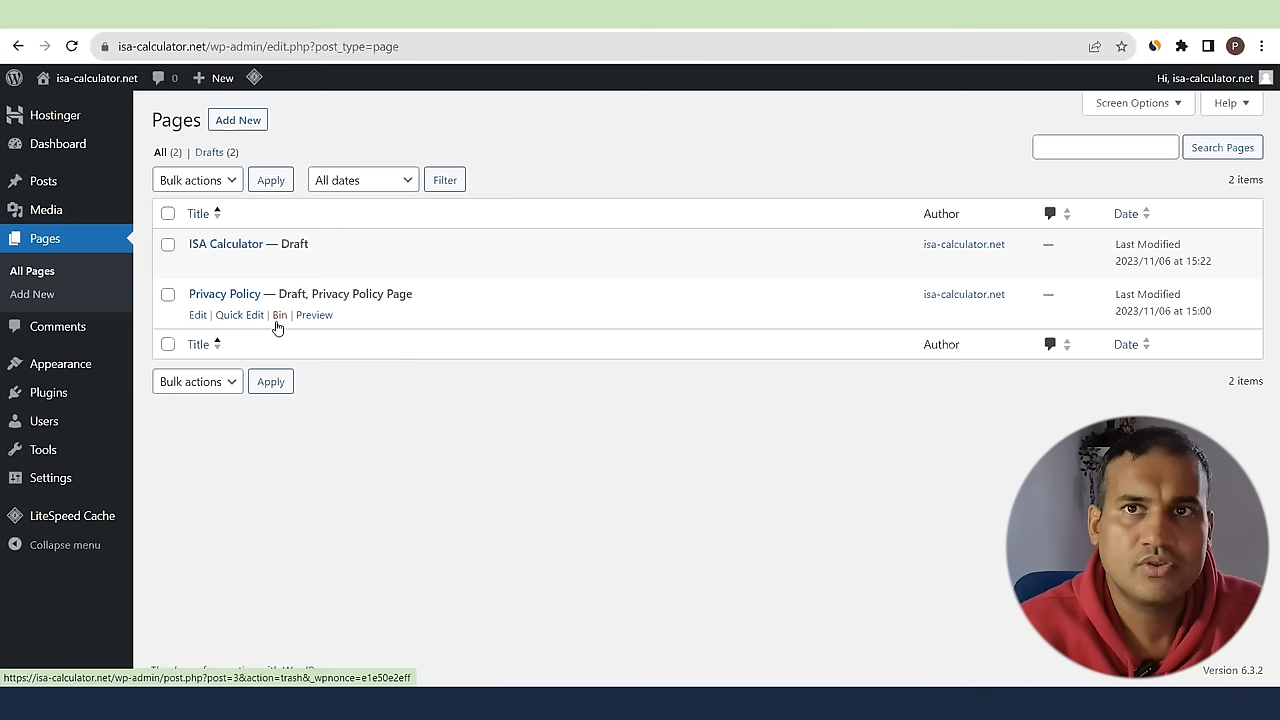 isa-calculator.net/wp-admin/edit.php?post_type=page
P
isa-calculator.net 0 New
Hi, isa-calculator.net
Hostinger
Dashboard
Posts
Media
Pages
All Pages
Add New
Comments
Appearance
Plugins
Users
Tools
Settings
LiteSpeed Cache
Collapse menu
Screen Options Help
Pages Add New
All (2) | Drafts (2)
Search Pages
Bulk actions Apply All dates Filter
2 items
Title Author Date
ISA Calculator — Draft isa-calculator.net — Last Modified
2023/11/06 at 15:22
Privacy Policy — Draft, Privacy Policy Page isa-calculator.net — Last Modified
2023/11/06 at 15:00
Edit | Quick Edit | Bin | Preview
Title Author Date
Bulk actions Apply
2 items
Version 6.3.2
https://isa-calculator.net/wp-admin/post.php?post=3&action=trash&_wpnonce=e1e50e2eff